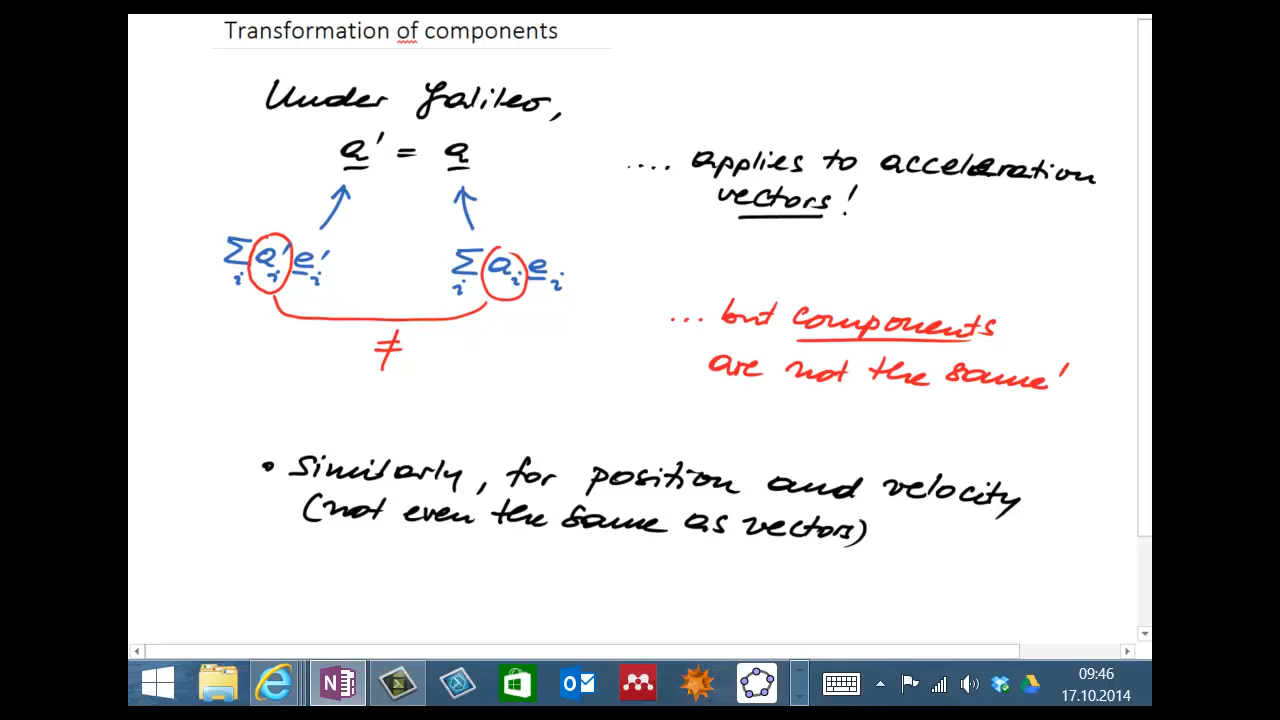 Transformation of components
Under Galileo,
a' = a
.... applies to acceleration
vectors!
∑i a'i e'i
∑i ai ei
≠
... but components
are not the same!
• Similarly, for position and velocity
(not even the same as vectors)
09:46
17.10.2014